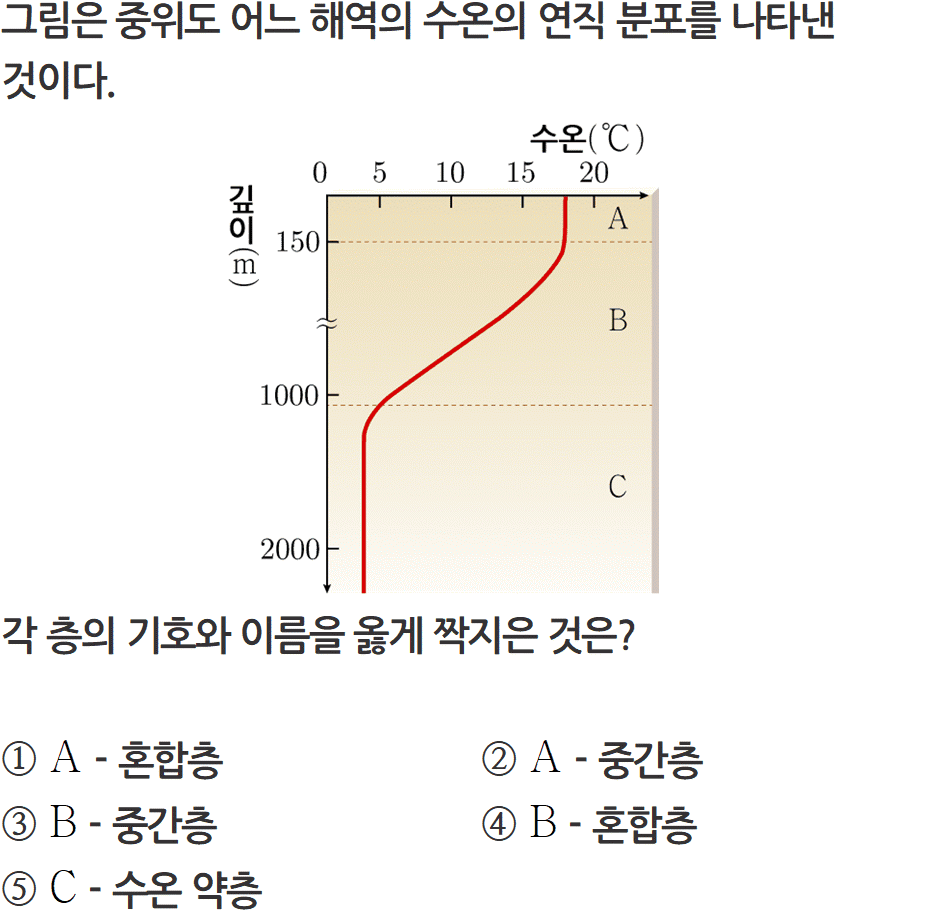 그림은 중위도 어느 해역의 수온의 연직 분포를 나타낸
것이다.
수온(℃)
0 5 10 15 20
깊이(m)
A
150
B
1000
C
2000
각 층의 기호와 이름을 옳게 짝지은 것은?
① A - 혼합층 ② A - 중간층
③ B - 중간층 ④ B - 혼합층
⑤ C - 수온 약층